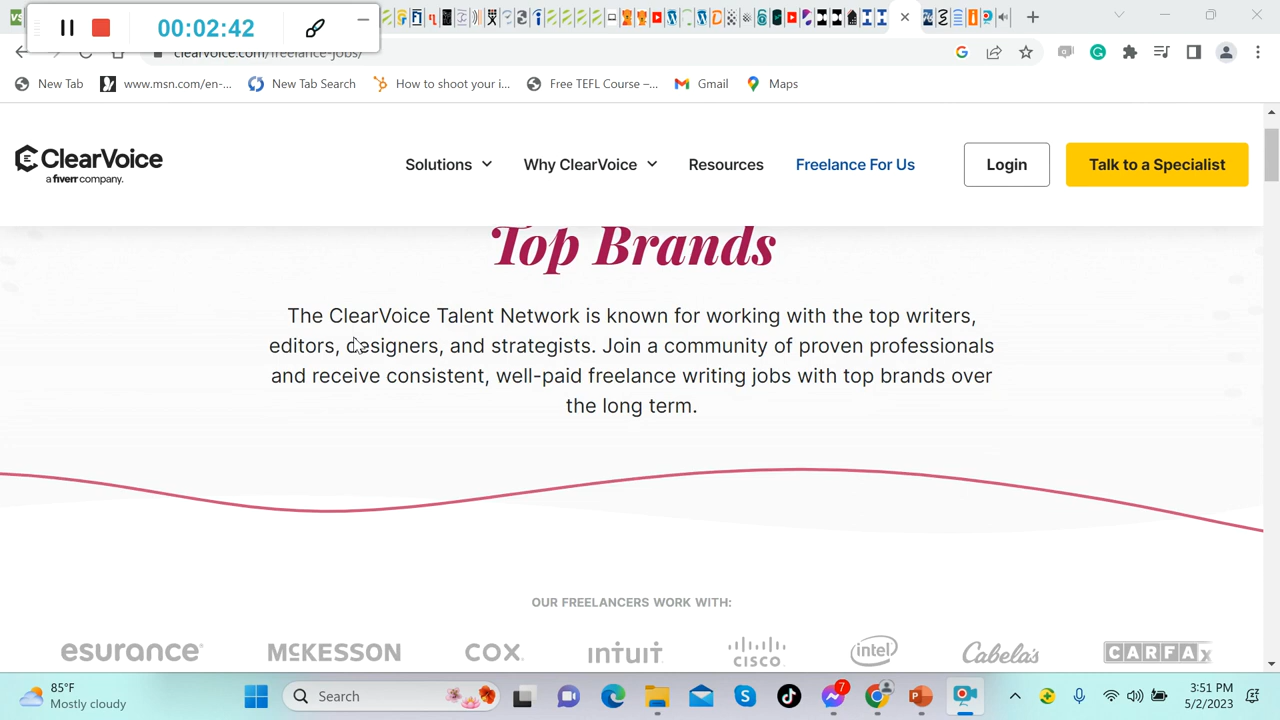 00:02:42
clearvoice.com/freelance-jobs/
New Tab
www.msn.com/en-...
New Tab Search
How to shoot your i...
Free TEFL Course –...
Gmail
Maps
ClearVoice
a fiverr company.
Solutions
Why ClearVoice
Resources
Freelance For Us
Login
Talk to a Specialist
Top Brands
The ClearVoice Talent Network is known for working with the top writers,
editors, designers, and strategists. Join a community of proven professionals
and receive consistent, well-paid freelance writing jobs with top brands over
the long term.
OUR FREELANCERS WORK WITH:
esurance
MCKESSON
COX
intuit
CISCO
intel
Cabela's
CARFAX
85°F
Mostly cloudy
Search
7
3:51 PM
5/2/2023